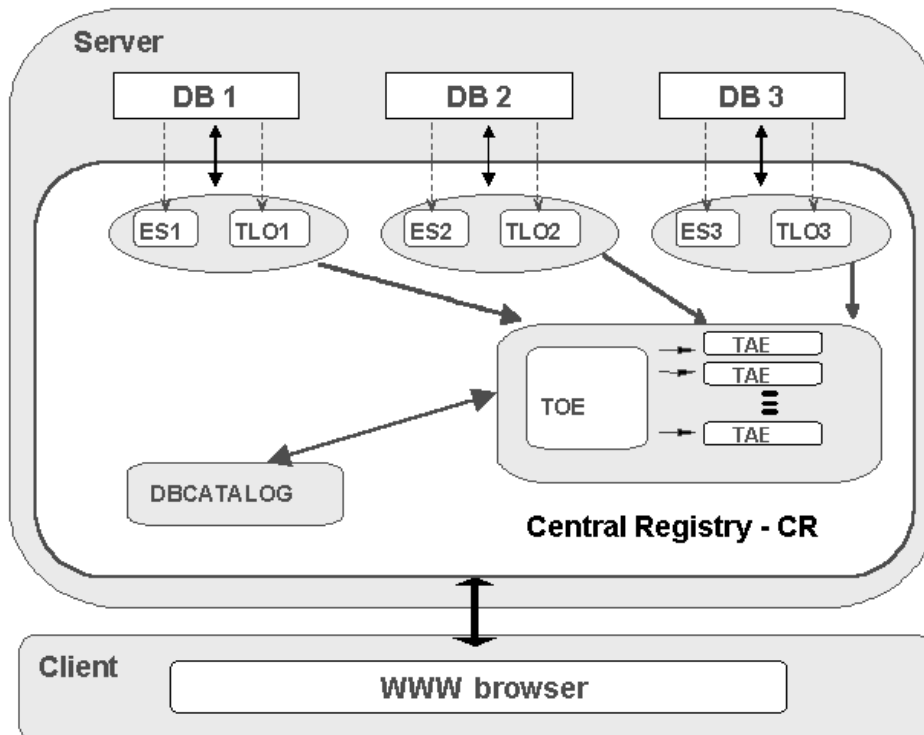 Server
DB 1
DB 2
DB 3
ES1
TLO1
ES2
TLO2
ES3
TLO3
TAE
TAE
TOE
TAE
DBCATALOG
Central Registry - CR
Client
WWW browser